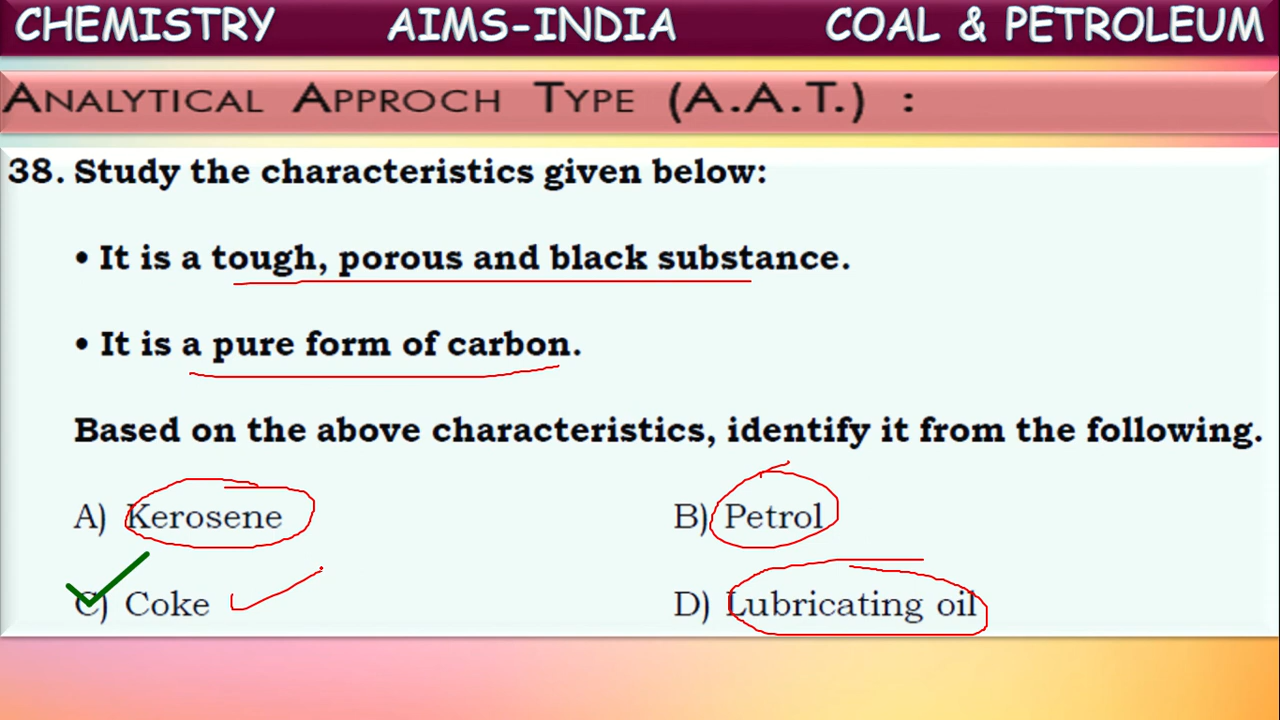 CHEMISTRY AIMS-INDIA COAL & PETROLEUM
ANALYTICAL APPROCH TYPE (A.A.T.) :
38. Study the characteristics given below:
• It is a tough, porous and black substance.
• It is a pure form of carbon.
Based on the above characteristics, identify it from the following.
A) Kerosene B) Petrol
C) Coke D) Lubricating oil